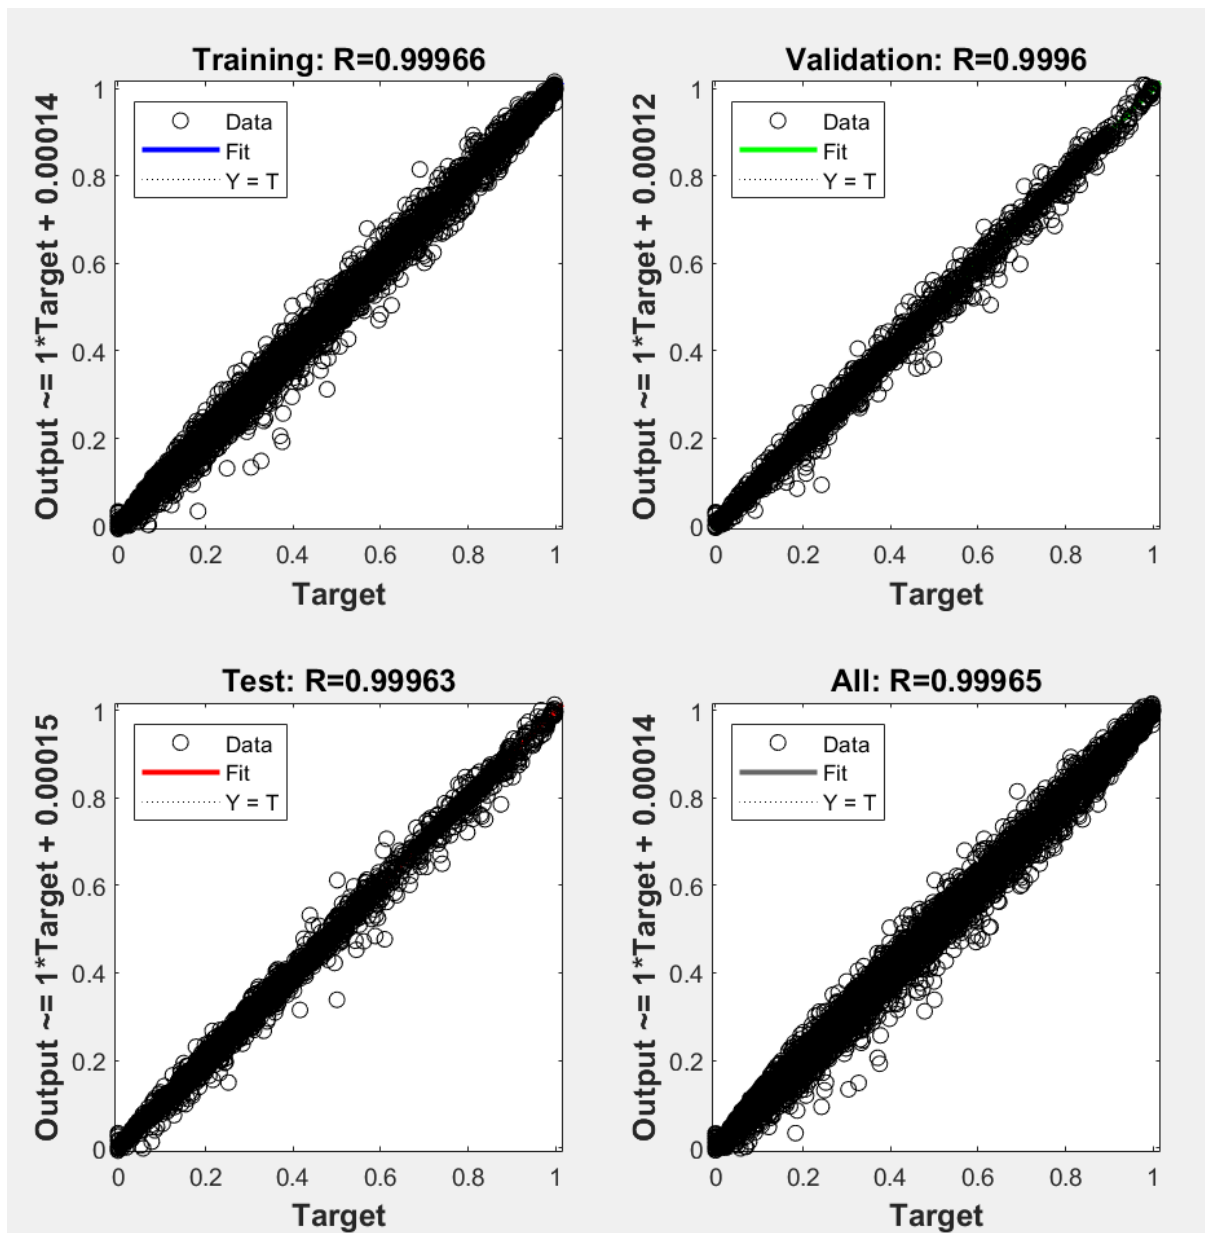 Training: R=0.99966
Output ~= 1*Target + 0.00014
1
0.8
0.6
0.4
0.2
0
Data
Fit
Y = T
0 0.2 0.4 0.6 0.8 1
Target
Validation: R=0.9996
Output ~= 1*Target + 0.00012
1
0.8
0.6
0.4
0.2
0
Data
Fit
Y = T
0 0.2 0.4 0.6 0.8 1
Target
Test: R=0.99963
Output ~= 1*Target + 0.00015
1
0.8
0.6
0.4
0.2
0
Data
Fit
Y = T
0 0.2 0.4 0.6 0.8 1
Target
All: R=0.99965
Output ~= 1*Target + 0.00014
1
0.8
0.6
0.4
0.2
0
Data
Fit
Y = T
0 0.2 0.4 0.6 0.8 1
Target